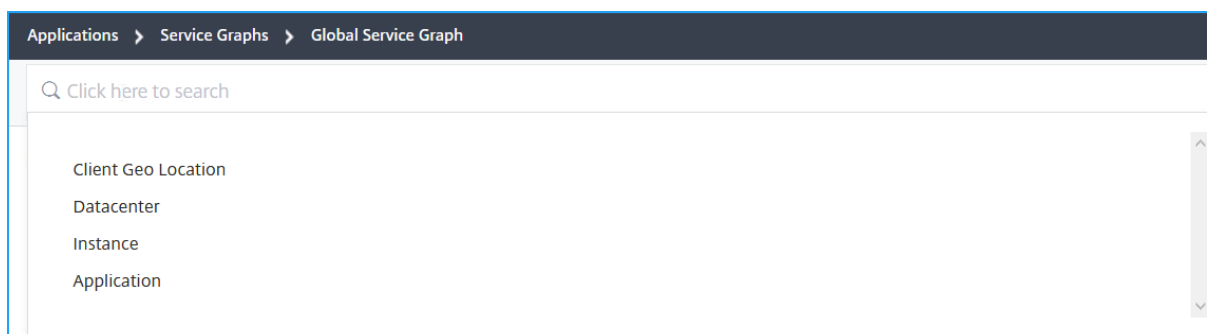 Applications > Service Graphs > Global Service Graph
Click here to search
Client Geo Location
Datacenter
Instance
Application